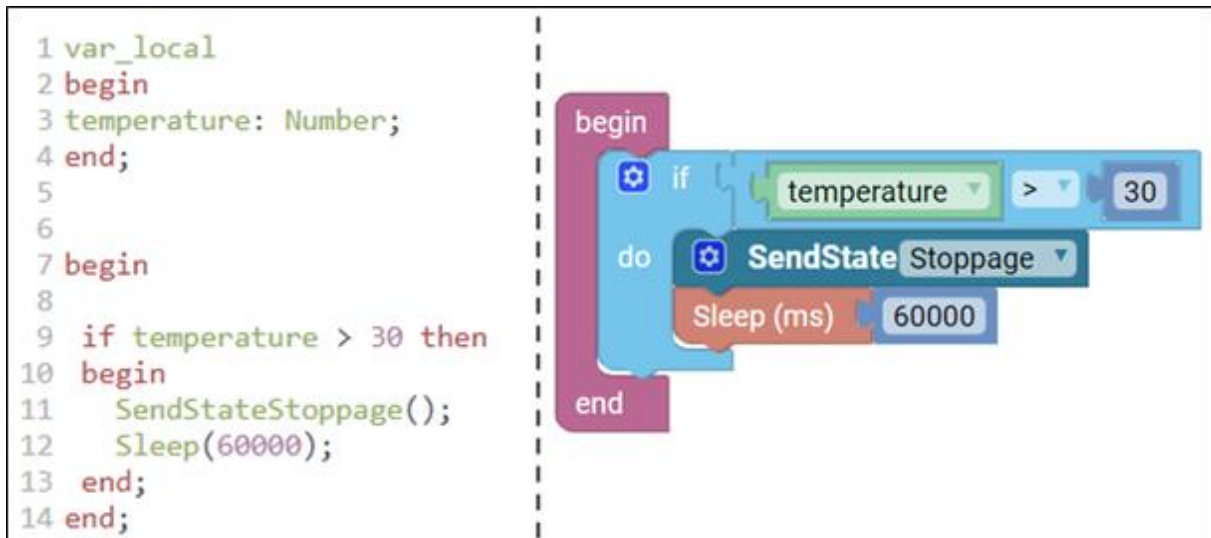 1 var_local
2 begin
3 temperature: Number;
4 end;
5
6
7 begin
8
9 if temperature > 30 then
10 begin
11 SendStateStoppage();
12 Sleep(60000);
13 end;
14 end;
begin
if temperature > 30
do SendState Stoppage
Sleep (ms) 60000
end